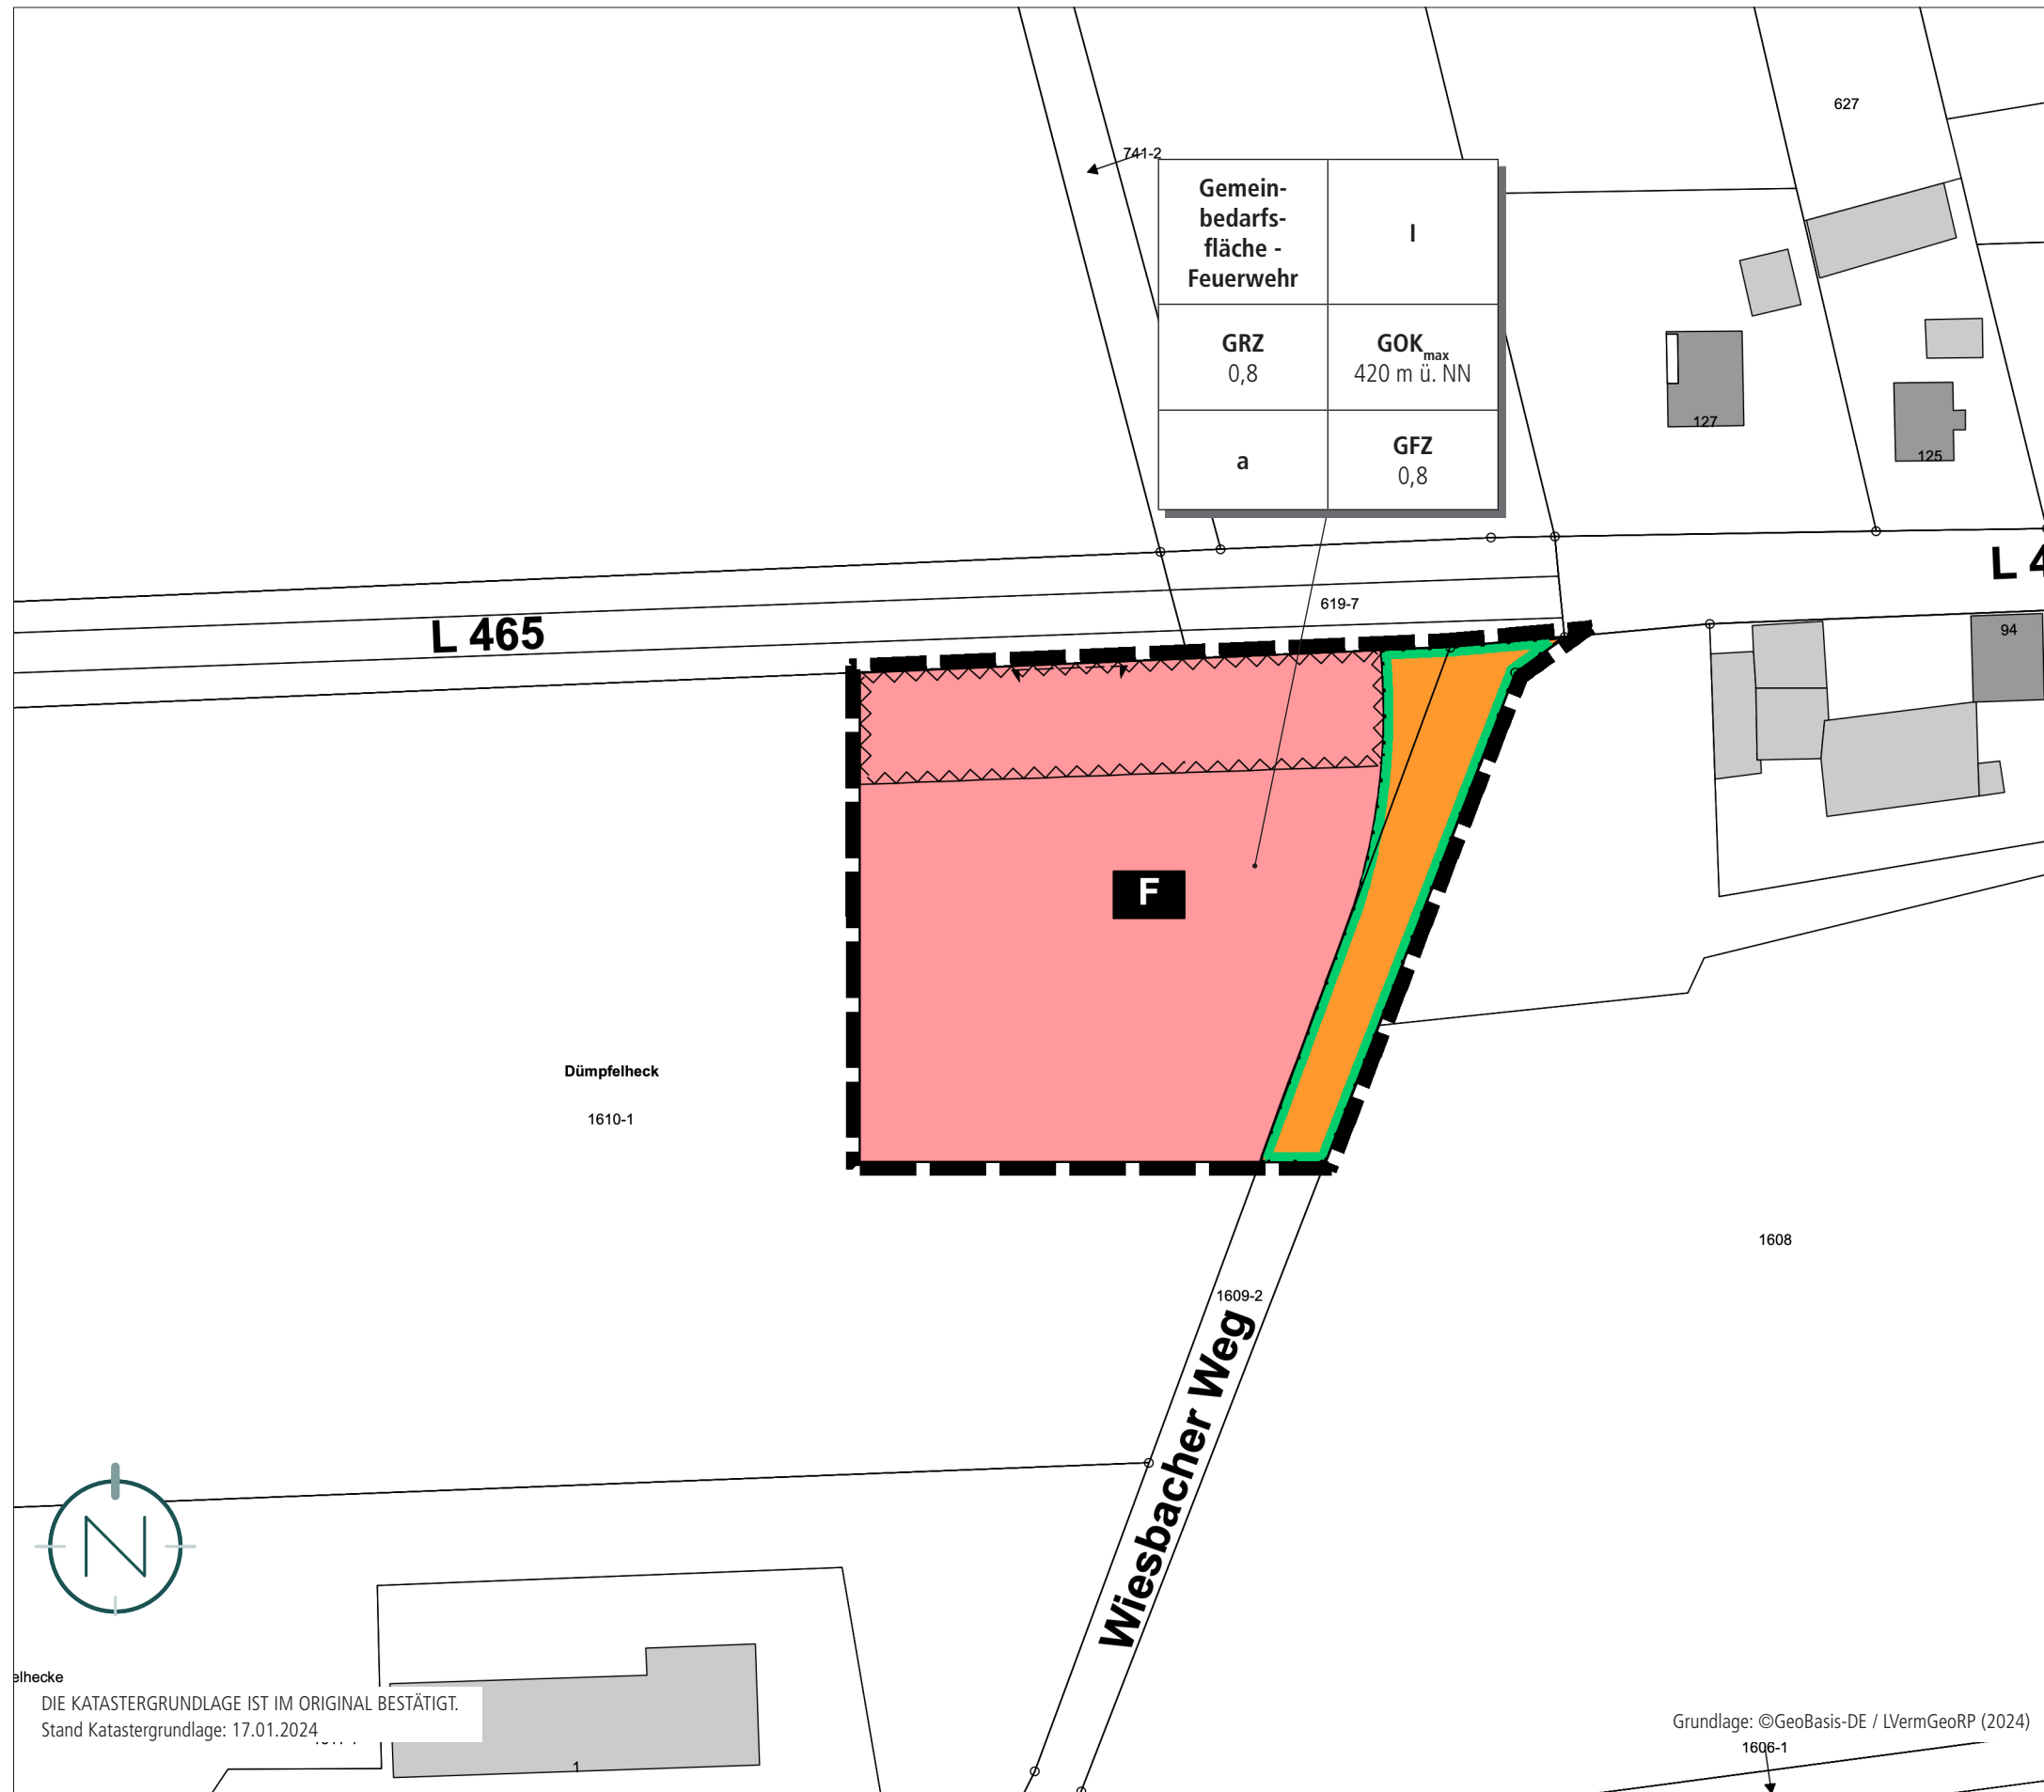 627
741-2
Gemein-
bedarfs-
fläche -
Feuerwehr
I
GRZ
0,8
GOKmax
420 m ü. NN
a
GFZ
0,8
127
125
L 4
619-7
L 465
94
F
Dümpfelheck
1610-1
1608
1609-2
Wiesbacher Weg
N
elhecke
DIE KATASTERGRUNDLAGE IST IM ORIGINAL BESTÄTIGT.
Stand Katastergrundlage: 17.01.2024
1
Grundlage: ©GeoBasis-DE / LVermGeoRP (2024)
1606-1